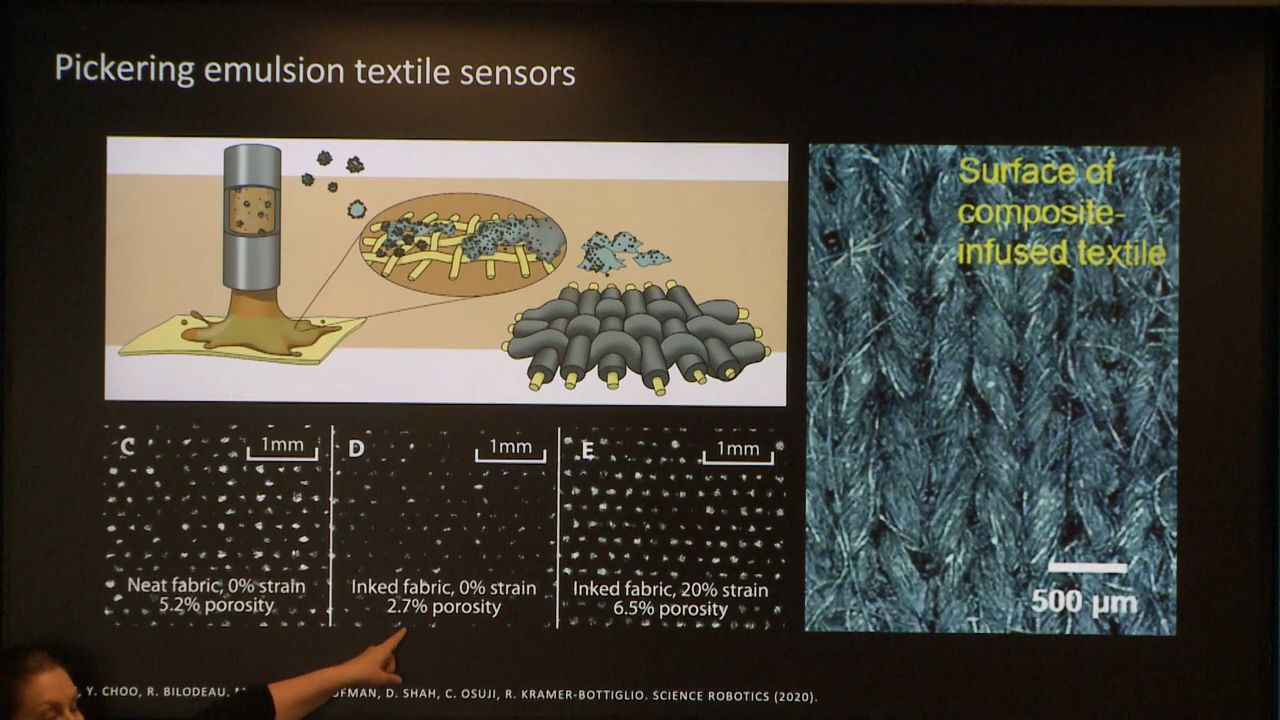 Pickering emulsion textile sensors
Surface of
composite-
infused textile
C
1mm
D
1mm
E
1mm
Neat fabric, 0% strain
5.2% porosity
Inked fabric, 0% strain
2.7% porosity
Inked fabric, 20% strain
6.5% porosity
500 µm
Y. CHOO, R. BILODEAU, D. SHAH, C. OSUJI, R. KRAMER-BOTTIGLIO. SCIENCE ROBOTICS (2020).